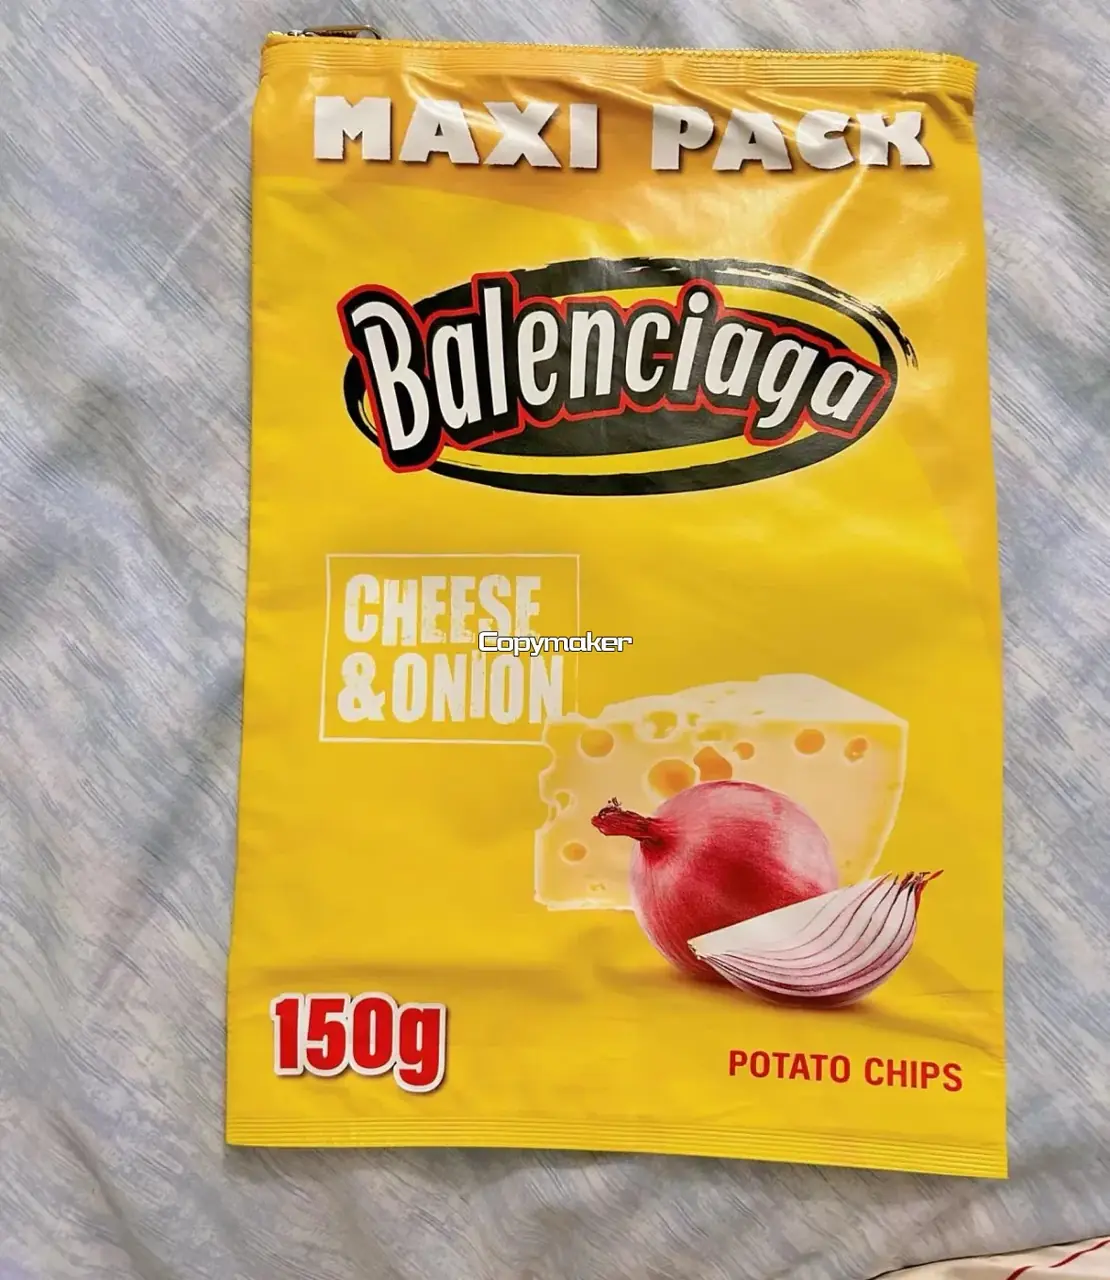 MAXI PACK
Balenciaga
CHEESE
Copymaker
&ONION
150g
POTATO CHIPS